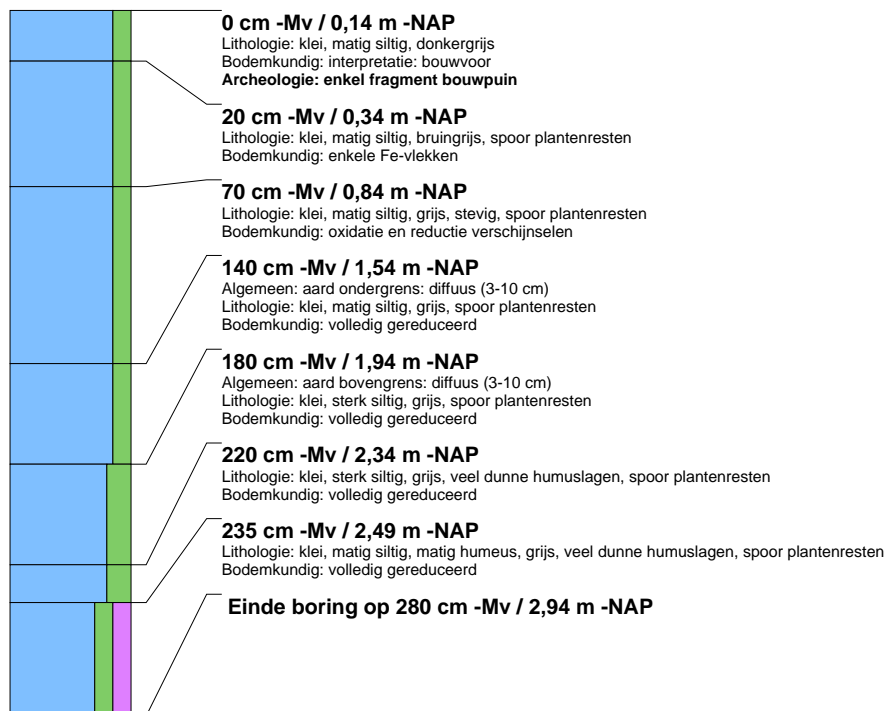 0 cm -Mv / 0,14 m -NAP
Lithologie: klei, matig siltig, donkergrijs
Bodemkundig: interpretatie: bouwvoor
Archeologie: enkel fragment bouwpuin
20 cm -Mv / 0,34 m -NAP
Lithologie: klei, matig siltig, bruingrijs, spoor plantenresten
Bodemkundig: enkele Fe-vlekken
70 cm -Mv / 0,84 m -NAP
Lithologie: klei, matig siltig, grijs, stevig, spoor plantenresten
Bodemkundig: oxidatie en reductie verschijnselen
140 cm -Mv / 1,54 m -NAP
Algemeen: aard ondergrens: diffuus (3-10 cm)
Lithologie: klei, matig siltig, grijs, spoor plantenresten
Bodemkundig: volledig gereduceerd
180 cm -Mv / 1,94 m -NAP
Algemeen: aard bovengrens: diffuus (3-10 cm)
Lithologie: klei, sterk siltig, grijs, spoor plantenresten
Bodemkundig: volledig gereduceerd
220 cm -Mv / 2,34 m -NAP
Lithologie: klei, sterk siltig, grijs, veel dunne humuslagen, spoor plantenresten
Bodemkundig: volledig gereduceerd
235 cm -Mv / 2,49 m -NAP
Lithologie: klei, matig siltig, matig humeus, grijs, veel dunne humuslagen, spoor plantenresten
Bodemkundig: volledig gereduceerd
Einde boring op 280 cm -Mv / 2,94 m -NAP